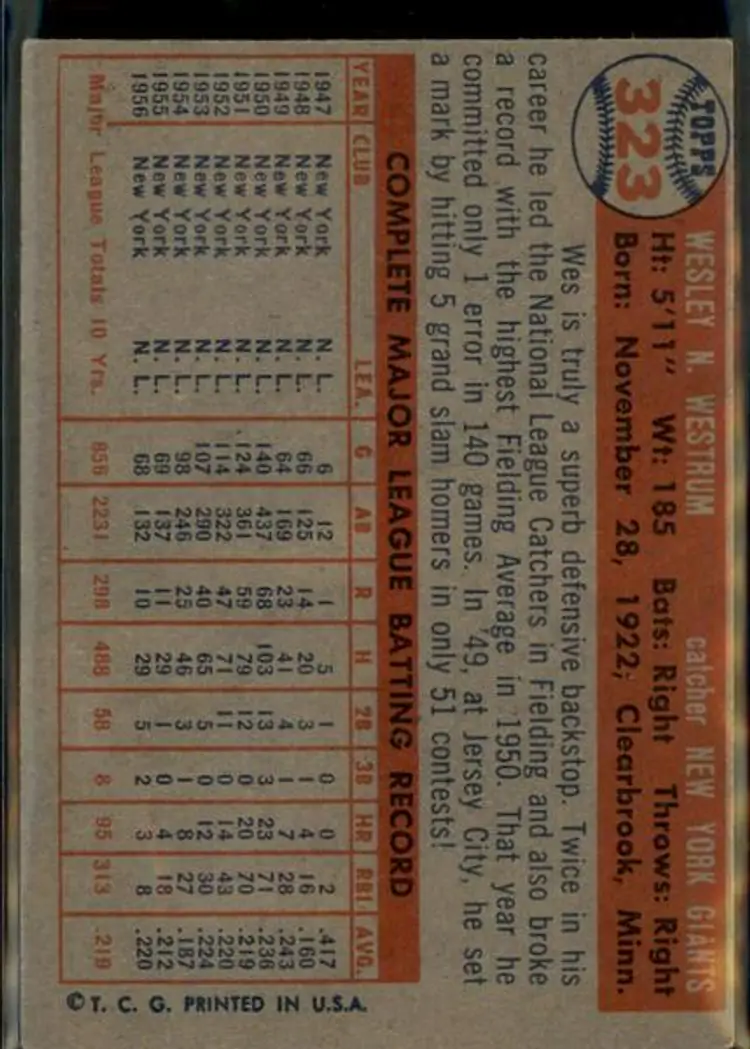 TOPPS
323
WESLEY N. WESTRUM catcher NEW YORK GIANTS
Ht: 5'11" Wt: 185 Bats: Right Throws: Right
Born: November 28, 1922; Clearbrook, Minn.
Wes is truly a superb defensive backstop. Twice in his
career he led the National League Catchers in Fielding and also broke
a record with the highest Fielding Average in 1950. That year he
committed only 1 error in 140 games. In '49, at Jersey City, he set
a mark by hitting 5 grand slam homers in only 51 contests!
COMPLETE MAJOR LEAGUE BATTING RECORD
YEAR CLUB LEA. G AB R H 2B 3B HR RBI AVG.
1947 New York N. L. 6 12 1 5 1 0 0 2 .417
1948 New York N. L. 66 125 14 20 3 1 4 16 .160
1949 New York N. L. 64 169 23 41 4 1 7 28 .243
1950 New York N. L. 140 437 68 103 13 3 23 71 .236
1951 New York N. L. 124 361 59 79 12 0 20 70 .219
1952 New York N. L. 114 322 47 71 11 0 14 43 .220
1953 New York N. L. 107 290 40 65 5 0 12 30 .224
1954 New York N. L. 98 246 25 46 3 1 8 27 .187
1955 New York N. L. 69 137 11 29 1 0 4 18 .212
1956 New York N. L. 68 132 10 29 5 2 3 8 .220
Major League Totals 10 Yrs. 856 2231 298 488 58 8 95 313 .219
© T. C. G. PRINTED IN U.S.A.